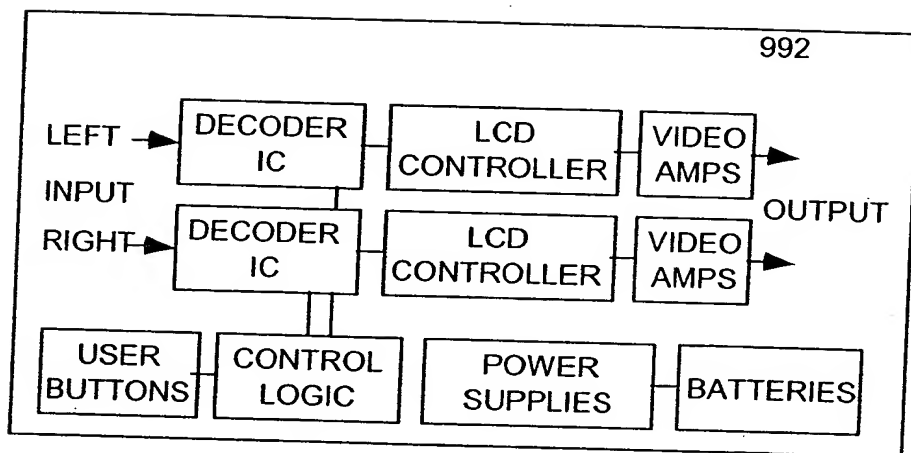 992
LEFT
DECODER
IC
LCD
CONTROLLER
VIDEO
AMPS
INPUT
OUTPUT
RIGHT
DECODER
IC
LCD
CONTROLLER
VIDEO
AMPS
USER
BUTTONS
CONTROL
LOGIC
POWER
SUPPLIES
BATTERIES